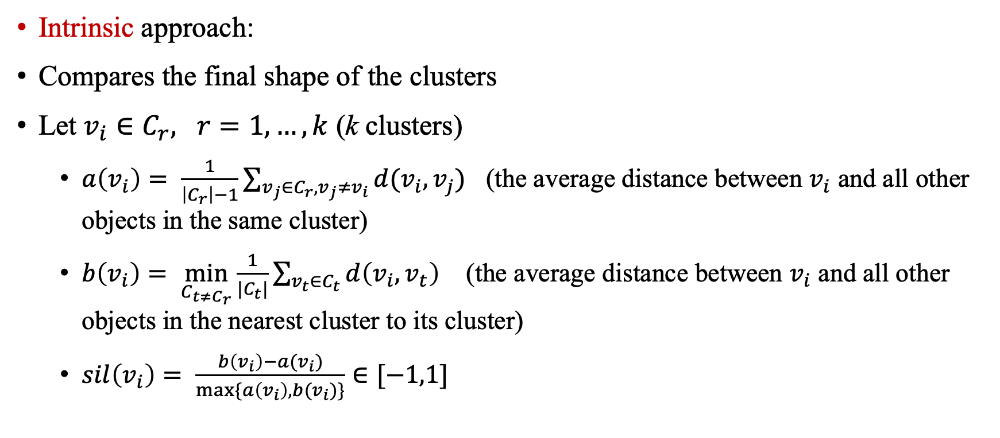 • Intrinsic approach:
• Compares the final shape of the clusters
• Let $v_i \in C_r, \;\; r = 1, \ldots, k$ ($k$ clusters)
• $a(v_i) = \frac{1}{|C_r|-1} \sum_{v_j \in C_r, v_j \neq v_i} d(v_i, v_j)$ (the average distance between $v_i$ and all other
objects in the same cluster)
• $b(v_i) = \min_{C_t \neq C_r} \frac{1}{|C_t|} \sum_{v_t \in C_t} d(v_i, v_t)$ (the average distance between $v_i$ and all other
objects in the nearest cluster to its cluster)
• $sil(v_i) = \frac{b(v_i)-a(v_i)}{\max\{a(v_i),b(v_i)\}} \in [-1,1]$